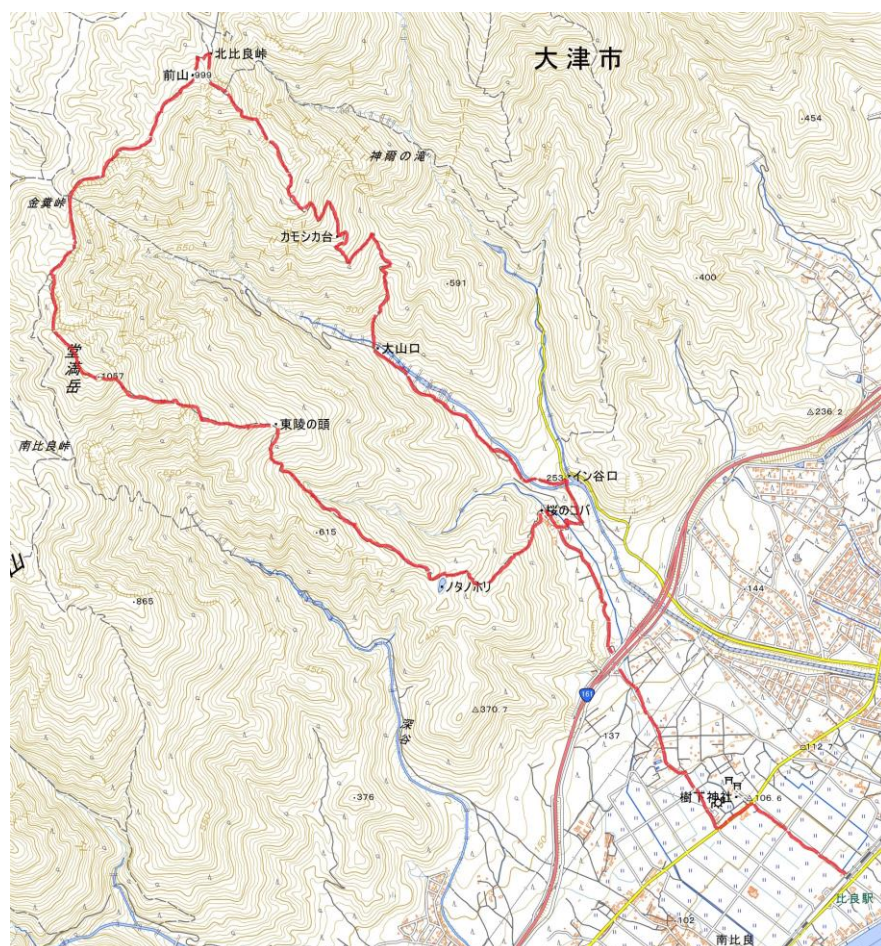 北比良峠
大津市
前山・999
・454
神爾の滝
金糞峠
カモシカ台
・591
・400
大山口
堂満岳
・1057
△236.2
東陵の頭
南比良峠
253
イン谷口
桜のコバ
・615
山
・865
ノタノホリ
・144
161
△370.7
深谷
・137
112.7
・376
樹下神社
△106.6
比良駅
・102
南比良